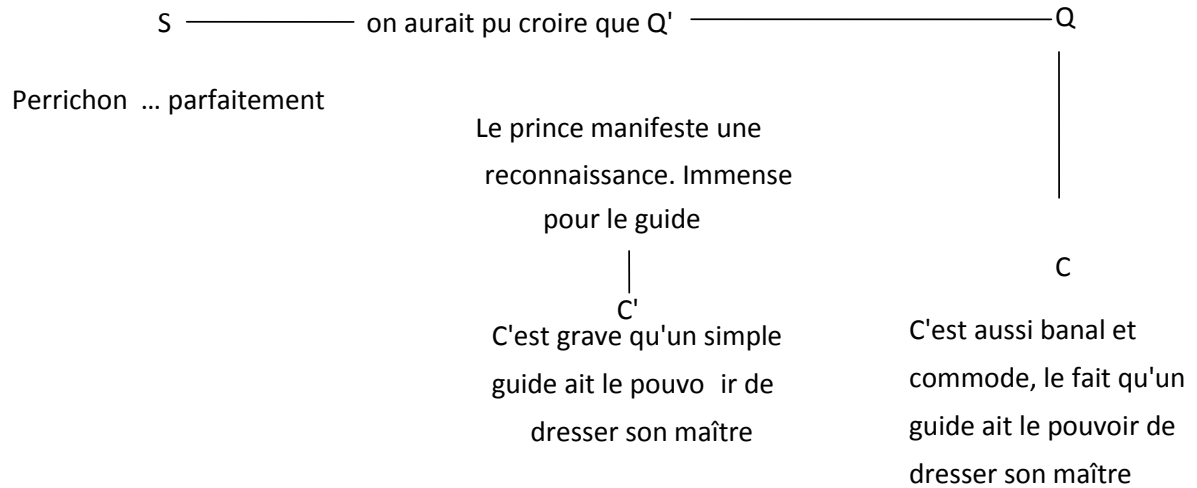 S on aurait pu croire que Q' Q
Perrichon ... parfaitement
Le prince manifeste une
reconnaissance. Immense
pour le guide
C'
C'est grave qu'un simple
guide ait le pouvo ir de
dresser son maître
C
C'est aussi banal et
commode, le fait qu'un
guide ait le pouvoir de
dresser son maître